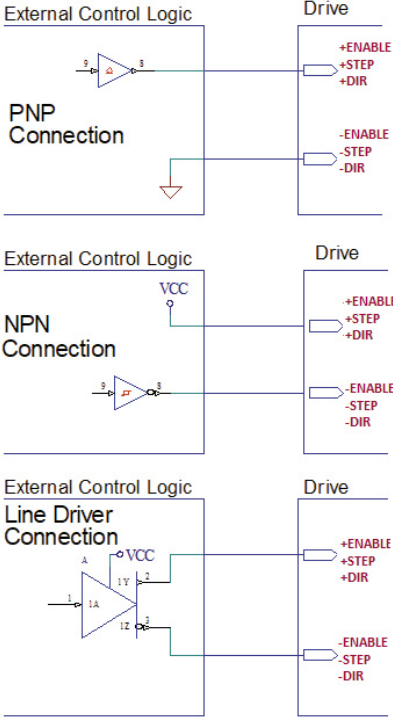 External Control Logic
Drive
9
8
+ENABLE
+STEP
+DIR
PNP
Connection
-ENABLE
-STEP
-DIR
External Control Logic
Drive
VCC
+ENABLE
+STEP
+DIR
NPN
Connection
9
8
-ENABLE
-STEP
-DIR
External Control Logic
Drive
Line Driver
Connection
A
VCC
1Y
2
+ENABLE
+STEP
+DIR
1
1A
1Z
3
-ENABLE
-STEP
-DIR